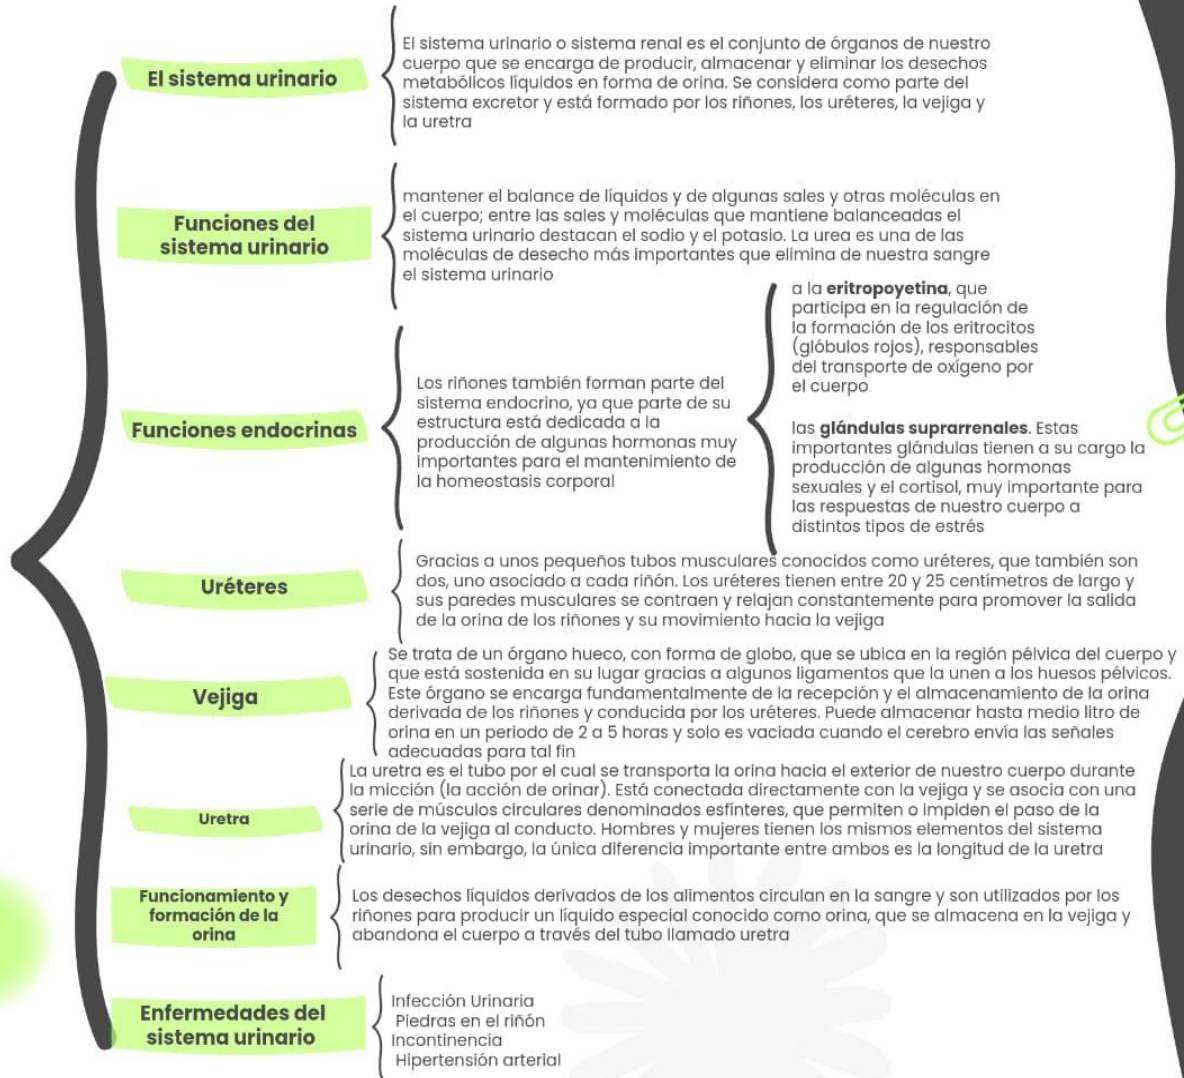 El sistema urinario
El sistema urinario o sistema renal es el conjunto de órganos de nuestro
cuerpo que se encarga de producir, almacenar y eliminar los desechos
metabólicos líquidos en forma de orina. Se considera como parte del
sistema excretor y está formado por los riñones, los uréteres, la vejiga y
la uretra
Funciones del
sistema urinario
mantener el balance de líquidos y de algunas sales y otras moléculas en
el cuerpo; entre las sales y moléculas que mantiene balanceadas el
sistema urinario destacan el sodio y el potasio. La urea es una de las
moléculas de desecho más importantes que elimina de nuestra sangre
el sistema urinario
Funciones endocrinas
Los riñones también forman parte del
sistema endocrino, ya que parte de su
estructura está dedicada a la
producción de algunas hormonas muy
importantes para el mantenimiento de
la homeostasis corporal
a la eritropoyetina, que
participa en la regulación de
la formación de los eritrocitos
(glóbulos rojos), responsables
del transporte de oxígeno por
el cuerpo
las glándulas suprarrenales. Estas
importantes glándulas tienen a su cargo la
producción de algunas hormonas
sexuales y el cortisol, muy importante para
las respuestas de nuestro cuerpo a
distintos tipos de estrés
Uréteres
Gracias a unos pequeños tubos musculares conocidos como uréteres, que también son
dos, uno asociado a cada riñón. Los uréteres tienen entre 20 y 25 centímetros de largo y
sus paredes musculares se contraen y relajan constantemente para promover la salida
de la orina de los riñones y su movimiento hacia la vejiga
Vejiga
Se trata de un órgano hueco, con forma de globo, que se ubica en la región pélvica del cuerpo y
que está sostenida en su lugar gracias a algunos ligamentos que la unen a los huesos pélvicos.
Este órgano se encarga fundamentalmente de la recepción y el almacenamiento de la orina
derivada de los riñones y conducida por los uréteres. Puede almacenar hasta medio litro de
orina en un periodo de 2 a 5 horas y solo es vaciada cuando el cerebro envía las señales
adecuadas para tal fin
Uretra
La uretra es el tubo por el cual se transporta la orina hacia el exterior de nuestro cuerpo durante
la micción (la acción de orinar). Está conectada directamente con la vejiga y se asocia con una
serie de músculos circulares denominados esfínteres, que permiten o impiden el paso de la
orina de la vejiga al conducto. Hombres y mujeres tienen los mismos elementos del sistema
urinario, sin embargo, la única diferencia importante entre ambos es la longitud de la uretra
Funcionamiento y
formación de la
orina
Los desechos líquidos derivados de los alimentos circulan en la sangre y son utilizados por los
riñones para producir un líquido especial conocido como orina, que se almacena en la vejiga y
abandona el cuerpo a través del tubo llamado uretra
Enfermedades del
sistema urinario
Infección Urinaria
Piedras en el riñón
Incontinencia
Hipertensión arterial